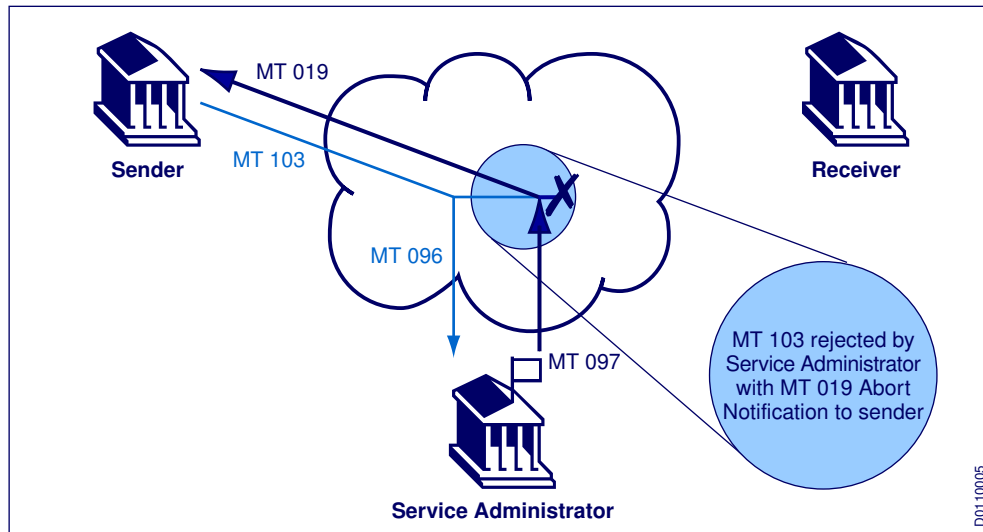 MT 019
MT 103
Sender
Receiver
MT 096
MT 097
MT 103 rejected by
Service Administrator
with MT 019 Abort
Notification to sender
Service Administrator
D0110005